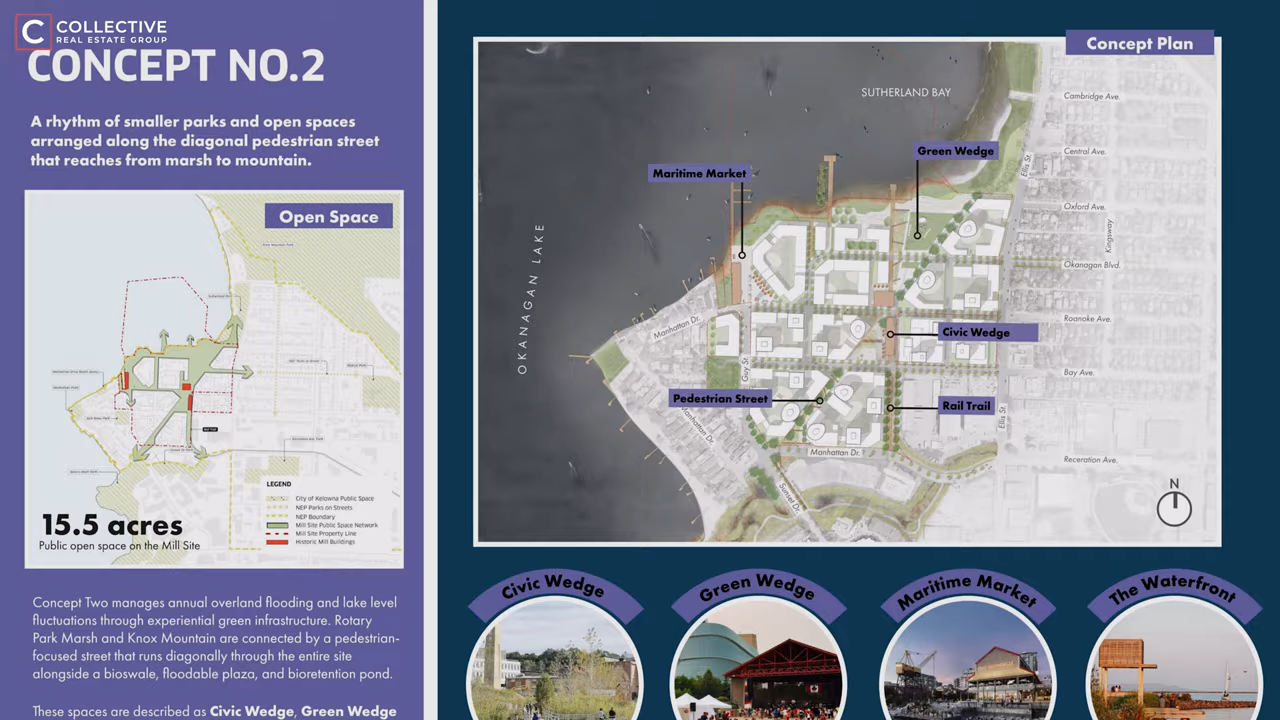 COLLECTIVE
REAL ESTATE GROUP
CONCEPT NO.2
A rhythm of smaller parks and open spaces
arranged along the diagonal pedestrian street
that reaches from marsh to mountain.
Open Space
LEGEND
City of Kelowna Public Space
NEP Parks on Streets
NEP Boundary
Mill Site Public Space Network
Mill Site Property Line
Historic Mill Buildings
15.5 acres
Public open space on the Mill Site
Concept Two manages annual overland flooding and lake level
fluctuations through experiential green infrastructure. Rotary
Park Marsh and Knox Mountain are connected by a pedestrian-
focused street that runs diagonally through the entire site
alongside a bioswale, floodable plaza, and bioretention pond.
These spaces are described as Civic Wedge, Green Wedge
Concept Plan
SUTHERLAND BAY
OKANAGAN LAKE
Maritime Market
Green Wedge
Civic Wedge
Pedestrian Street
Rail Trail
Cambridge Ave.
Central Ave.
Oxford Ave.
Okanagan Blvd.
Roanoke Ave.
Bay Ave.
Receration Ave.
Ellis St.
Kingsway
Ellis St.
Manhattan Dr.
Guy St.
Manhattan Dr.
Manhattan Dr.
Sunset Dr.
N
Civic Wedge
Green Wedge
Maritime Market
The Waterfront